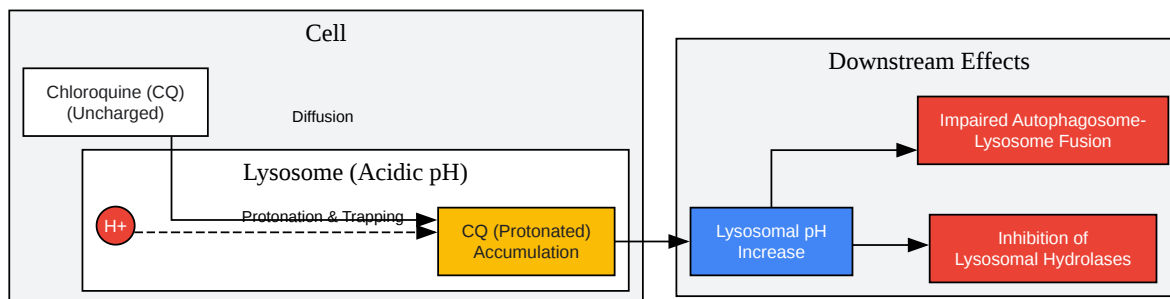 Cell
Chloroquine (CQ)
(Uncharged)
Diffusion
Lysosome (Acidic pH)
H+
Protonation & Trapping
CQ (Protonated)
Accumulation
Downstream Effects
Impaired Autophagosome-
Lysosome Fusion
Lysosomal pH
Increase
Inhibition of
Lysosomal Hydrolases